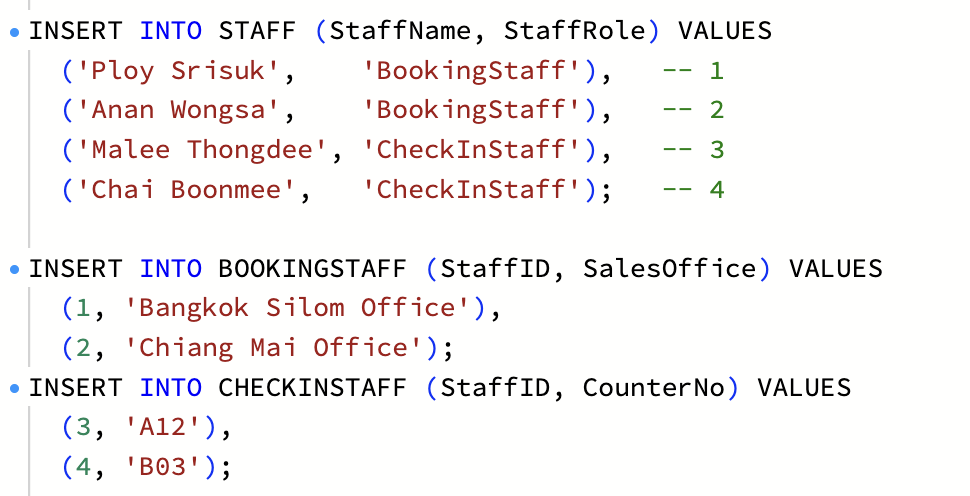 INSERT INTO STAFF (StaffName, StaffRole) VALUES
('Ploy Srisuk', 'BookingStaff'), -- 1
('Anan Wongsa', 'BookingStaff'), -- 2
('Malee Thongdee', 'CheckInStaff'), -- 3
('Chai Boonmee', 'CheckInStaff'); -- 4
INSERT INTO BOOKINGSTAFF (StaffID, SalesOffice) VALUES
(1, 'Bangkok Silom Office'),
(2, 'Chiang Mai Office');
INSERT INTO CHECKINSTAFF (StaffID, CounterNo) VALUES
(3, 'A12'),
(4, 'B03');